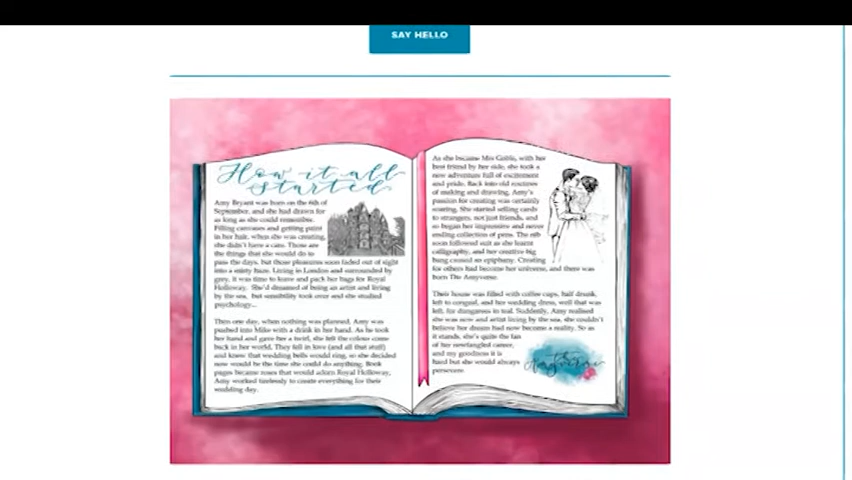 SAY HELLO
How it all
started
Amy Bryant was born on the 6th of
September, and she had drawn for
as long as she could remember.
Filling canvases and getting paint
in her hair, when she was creating,
she didn't have a care. Those are
the things that she would do to
pass the days, but those pleasures soon faded out of sight
into a misty haze. Living in London and surrounded by
grey, it was time to leave and pack her bags for Royal
Holloway. She'd dreamed of being an artist and living
by the sea, but sensibility took over and she studied
psychology...
Then one day, when nothing was planned, Amy was
pushed into Mike with a drink in her hand. As he took
her hand and gave her a twirl, she felt the colour come
back in her world. They fell in love (and all that stuff)
and knew that wedding bells would ring, so she decided
now would be the time she could do anything. Book
pages became roses that would adorn Royal Holloway,
Amy worked tirelessly to create everything for their
wedding day.
As she became Mrs with her
best friend by her side, she took a
new adventure full of excitement
and pride. Back into old routines
of making and drawing, Amy's
passion for creating was certainly
soaring. She started selling cards
to strangers, not just friends, and
so began her impressive and never
ending collection of pens. The nib
soon followed suit as she learnt
calligraphy, and her creative big
bang caused an epiphany. Creating
for others had become her universe, and there was
born The Amyverse.
Their house was filled with coffee cups, half drunk,
left to congeal, and her wedding dress, well that was
left, for dungarees in teal. Suddenly, Amy realised
she was now and artist living by the sea, she couldn't
believe her dream had now become a reality. So as
it stands, she's quite the fan
of her newfangled career,
and my goodness it is
hard but she would always
persevere.